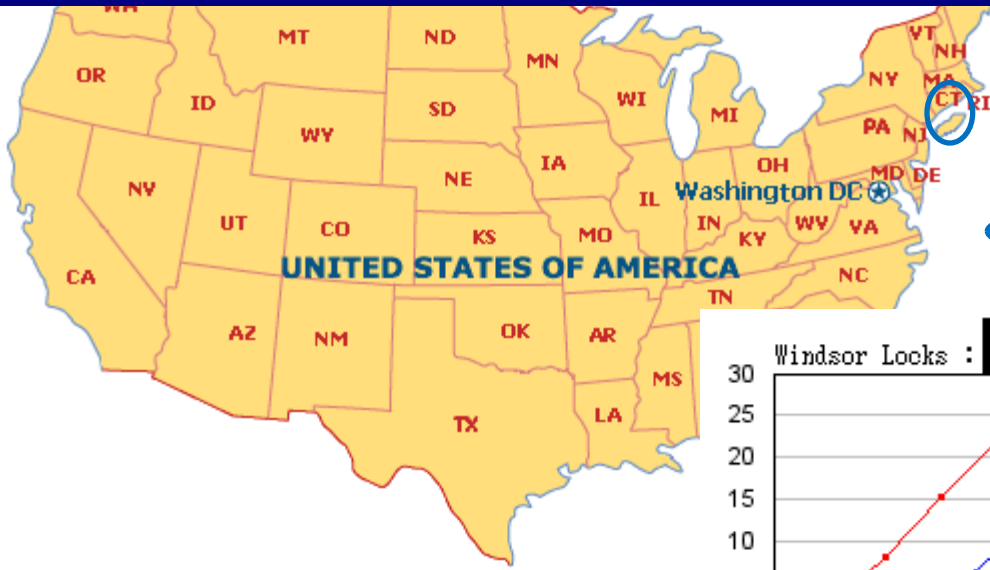 WA
MT
ND
MN
VT
NH
OR
ID
SD
WI
MI
NY
MA
CT
RI
WY
PA
NJ
NV
NE
IA
OH
MD
DE
IL
Washington DC
UT
CO
KS
MO
IN
KY
WV
VA
CA
UNITED STATES OF AMERICA
NC
TN
AZ
NM
OK
AR
MS
TX
LA
Windsor Locks :
30
25
20
15
10